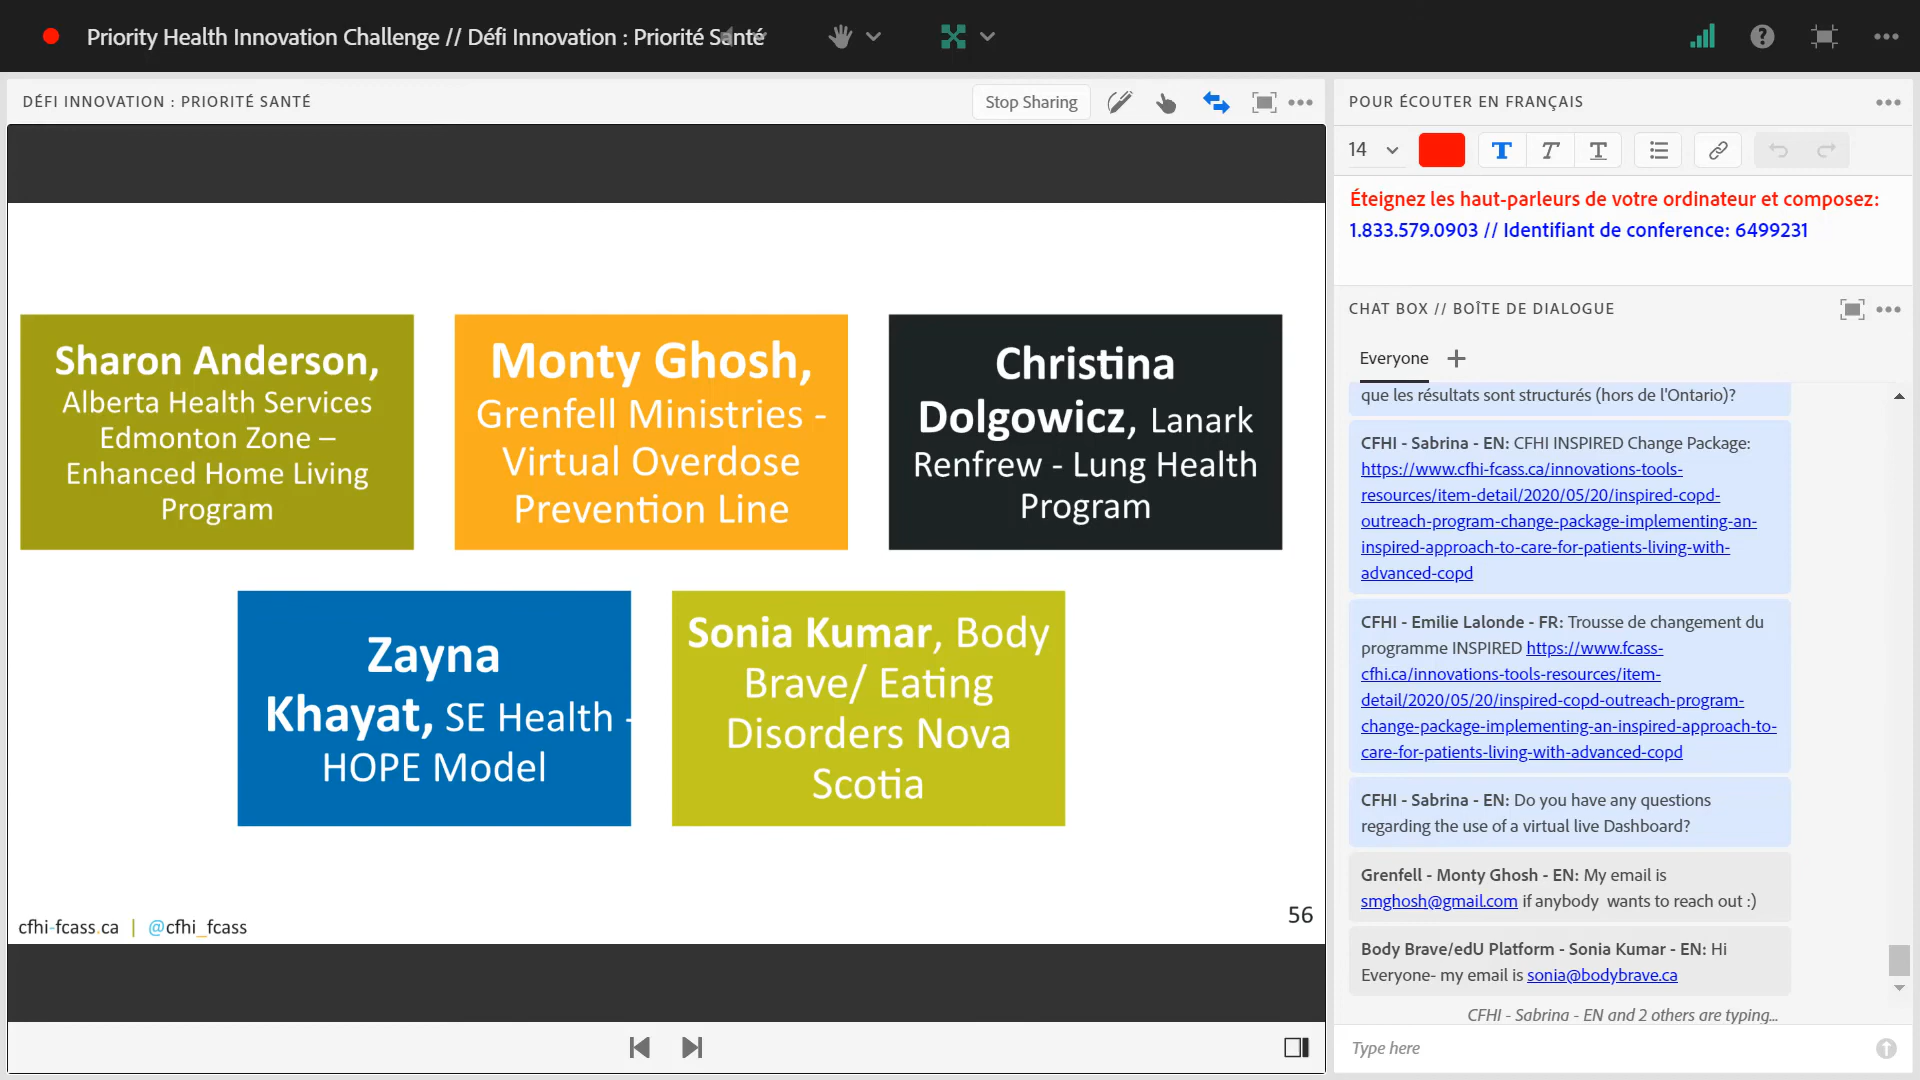 Priority Health Innovation Challenge // Défi Innovation : Priorité Santé
DÉFI INNOVATION : PRIORITÉ SANTÉ
Stop Sharing
Sharon Anderson,
Alberta Health Services
Edmonton Zone –
Enhanced Home Living
Program
Monty Ghosh,
Grenfell Ministries -
Virtual Overdose
Prevention Line
Christina
Dolgowicz, Lanark
Renfrew - Lung Health
Program
Zayna
Khayat, SE Health -
HOPE Model
Sonia Kumar, Body
Brave/ Eating
Disorders Nova
Scotia
cfhi-fcass.ca | @cfhi_fcass
56
POUR ÉCOUTER EN FRANÇAIS
14
Éteignez les haut-parleurs de votre ordinateur et composez:
1.833.579.0903 // Identifiant de conference: 6499231
CHAT BOX // BOÎTE DE DIALOGUE
Everyone
que les résultats sont structurés (hors de l'Ontario)?
CFHI - Sabrina - EN: CFHI INSPIRED Change Package:
https://www.cfhi-fcass.ca/innovations-tools-
resources/item-detail/2020/05/20/inspired-copd-
outreach-program-change-package-implementing-an-
inspired-approach-to-care-for-patients-living-with-
advanced-copd
CFHI - Emilie Lalonde - FR: Trousse de changement du
programme INSPIRED https://www.fcass-
cfhi.ca/innovations-tools-resources/item-
detail/2020/05/20/inspired-copd-outreach-program-
change-package-implementing-an-inspired-approach-to-
care-for-patients-living-with-advanced-copd
CFHI - Sabrina - EN: Do you have any questions
regarding the use of a virtual live Dashboard?
Grenfell - Monty Ghosh - EN: My email is
smghosh@gmail.com if anybody wants to reach out :)
Body Brave/edU Platform - Sonia Kumar - EN: Hi
Everyone- my email is sonia@bodybrave.ca
CFHI - Sabrina - EN and 2 others are typing...
Type here